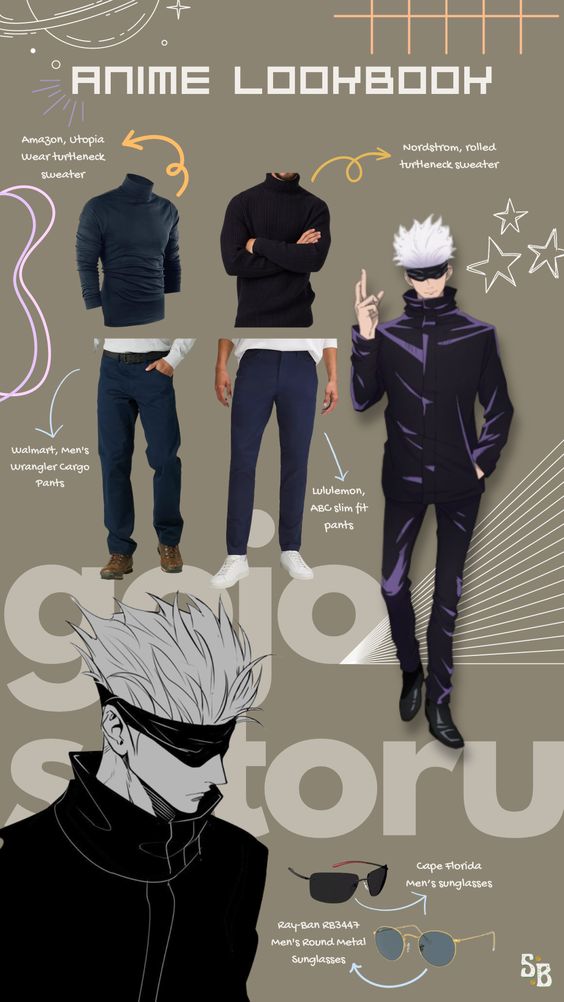 ANIME LOOKBOOK
Amazon, Utopia
Wear turtleneck
sweater
Nordstrom, rolled
turtleneck sweater
Walmart, Men's
Wrangler Cargo
Pants
lululemon,
ABC slim fit
pants
gojo
satoru
Cape Florida
Men's sunglasses
Ray-Ban RB3447
Men's Round Metal
Sunglasses
SB